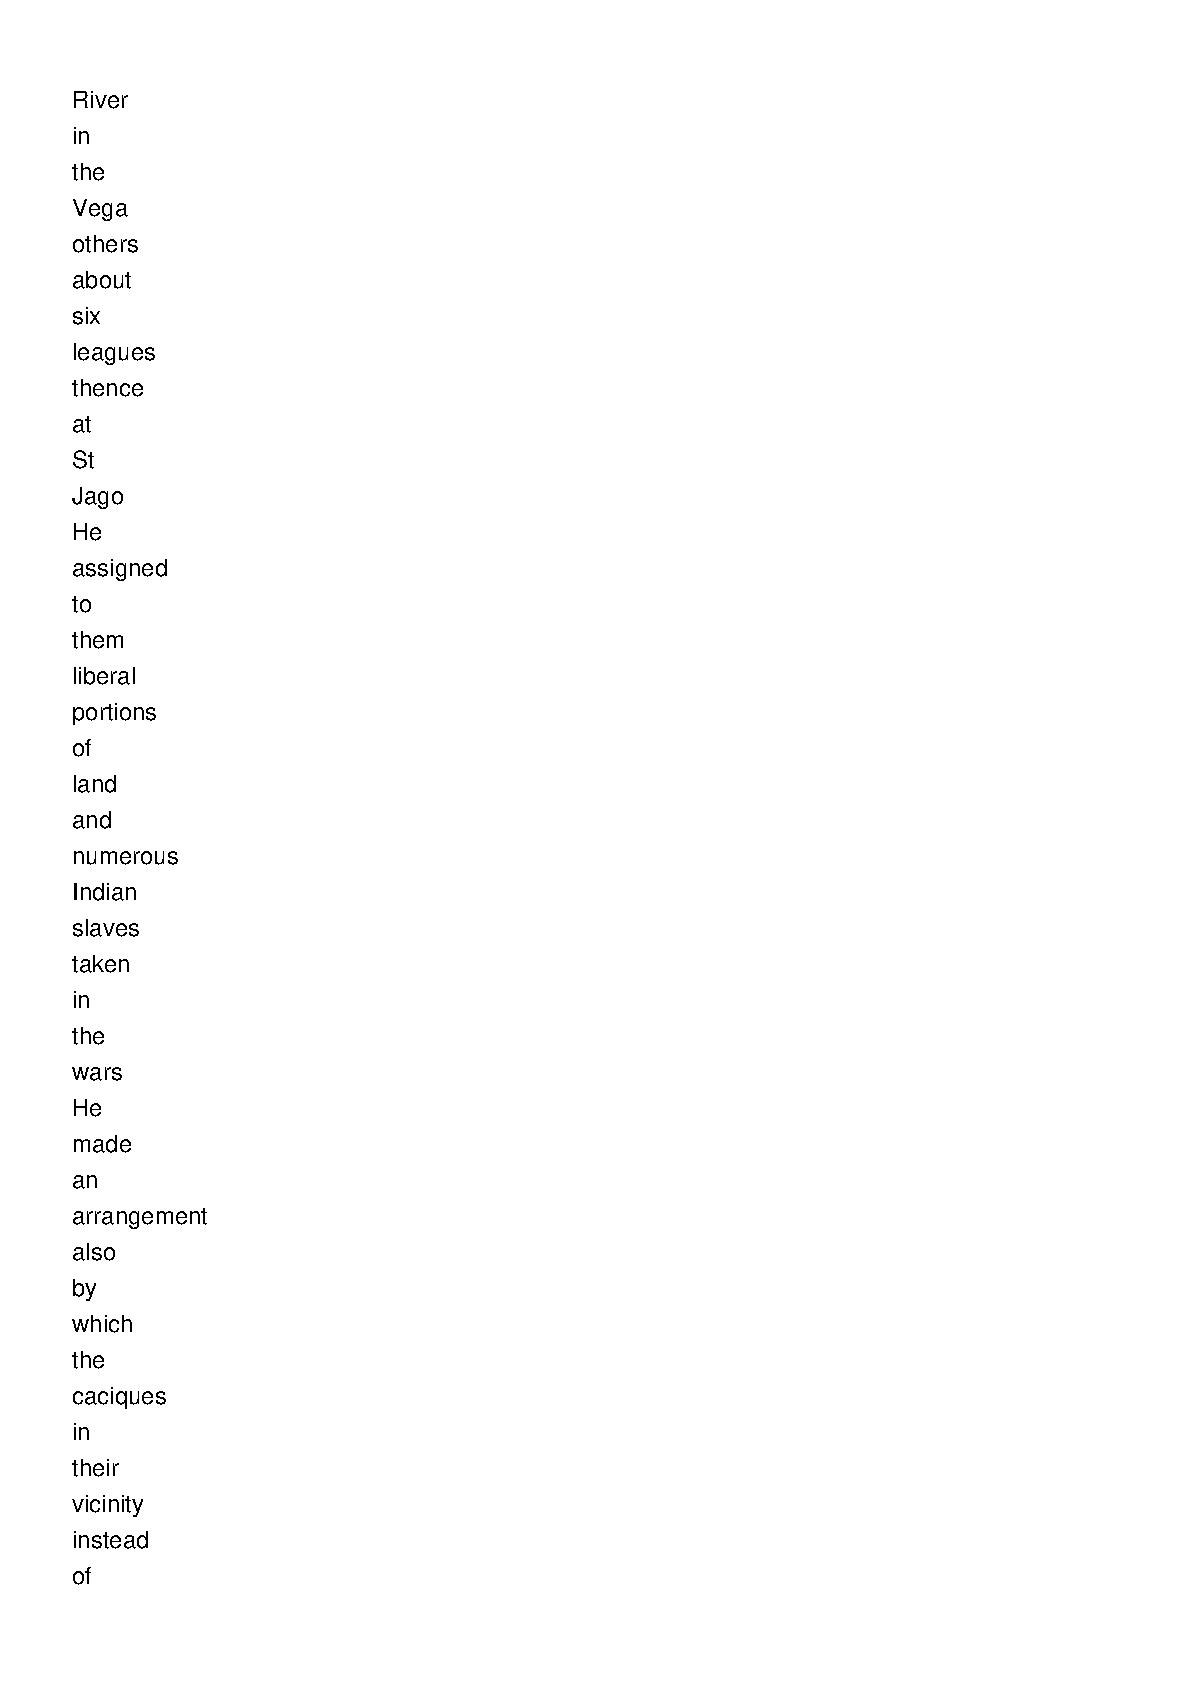 River
in
the
Vega
others
about
six
leagues
thence
at
St
Jago
He
assigned
to
them
liberal
portions
of
land
and
numerous
Indian
slaves
taken
in
the
wars
He
made
an
arrangement
also
by
which
the
caciques
in
their
vicinity
instead
of